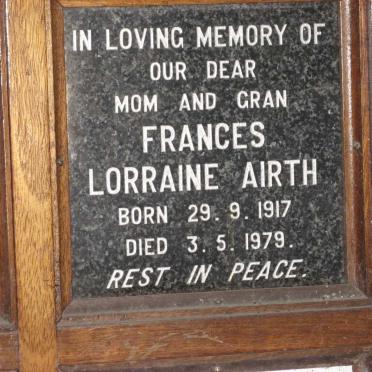 IN LOVING MEMORY OF
OUR DEAR
MOM AND GRAN
FRANCES
LORRAINE AIRTH
BORN 29.9.1917
DIED 3.5.1979.
REST IN PEACE.